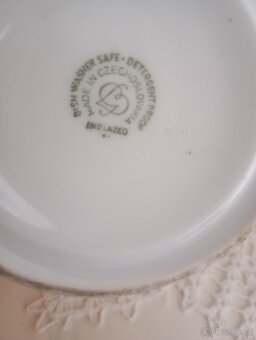 DISH WASHER SAFE • DETERGENT PROOF
MADE IN CZECHOSLOVAKIA
INGLAZED